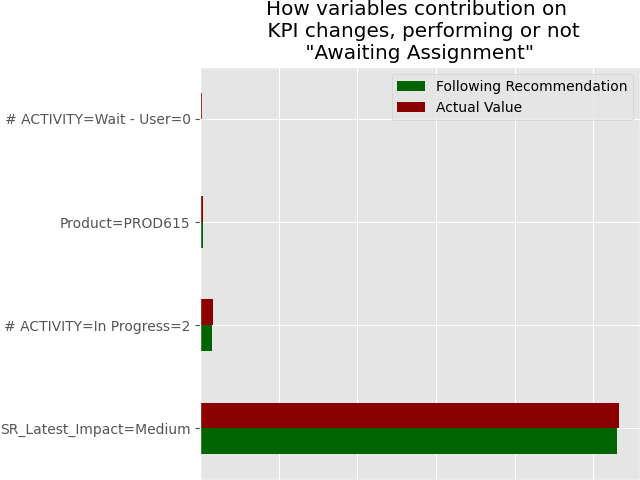 How variables contribution on
KPI changes, performing or not
"Awaiting Assignment"
Following Recommendation
Actual Value
# ACTIVITY=Wait - User=0
Product=PROD615
# ACTIVITY=In Progress=2
SR_Latest_Impact=Medium